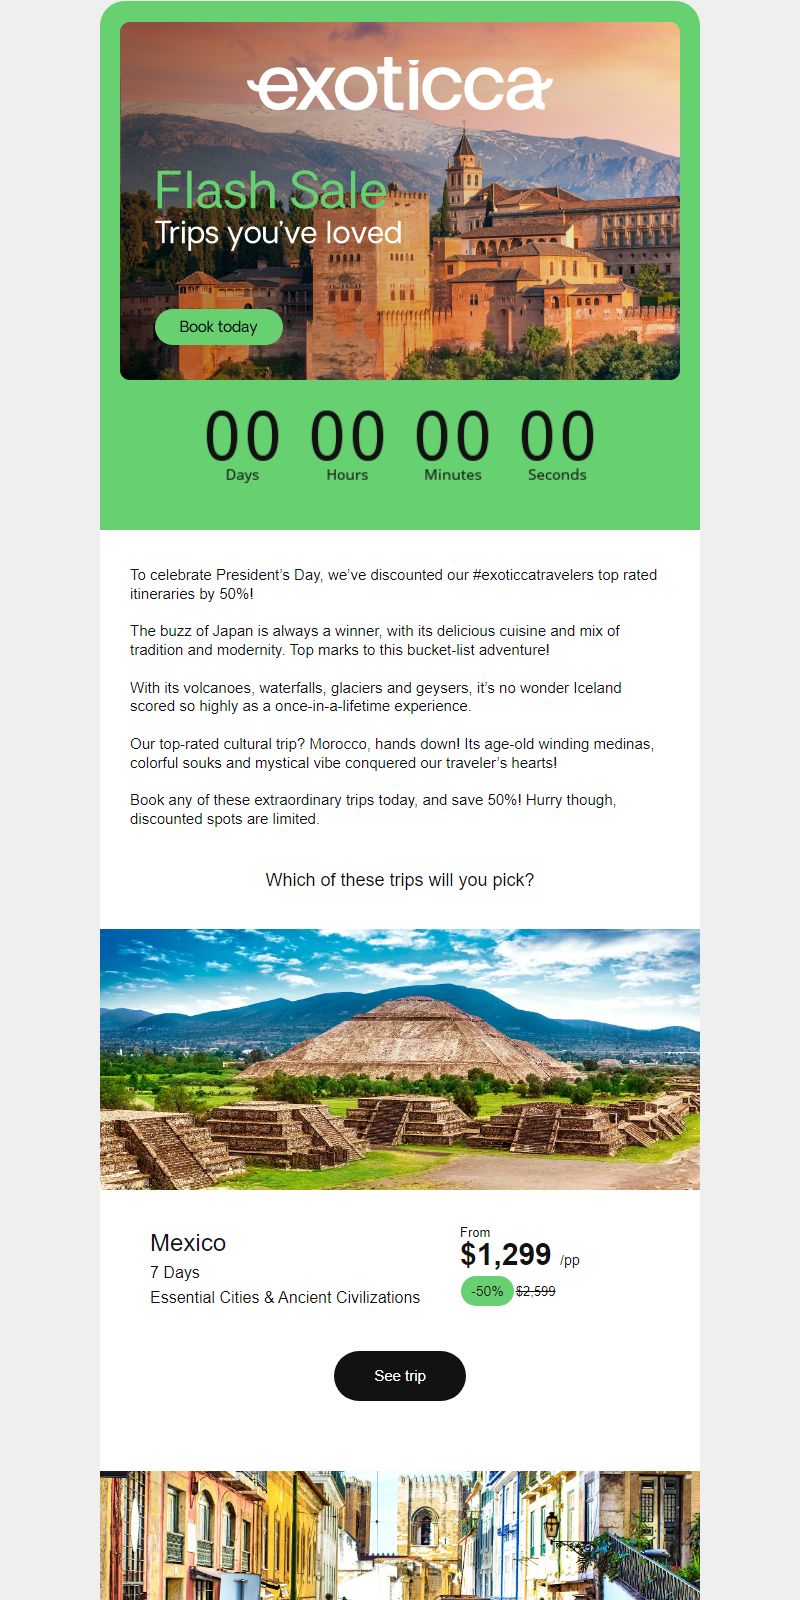 exoticca
Flash Sale
Trips you've loved
Book today
00 00 00 00
Days Hours Minutes Seconds
To celebrate President’s Day, we’ve discounted our #exoticcatravelers top rated
itineraries by 50%!
The buzz of Japan is always a winner, with its delicious cuisine and mix of
tradition and modernity. Top marks to this bucket-list adventure!
With its volcanoes, waterfalls, glaciers and geysers, it’s no wonder Iceland
scored so highly as a once-in-a-lifetime experience.
Our top-rated cultural trip? Morocco, hands down! Its age-old winding medinas,
colorful souks and mystical vibe conquered our traveler’s hearts!
Book any of these extraordinary trips today, and save 50%! Hurry though,
discounted spots are limited.
Which of these trips will you pick?
Mexico
7 Days
Essential Cities & Ancient Civilizations
From
$1,299 /pp
-50% $2,599
See trip